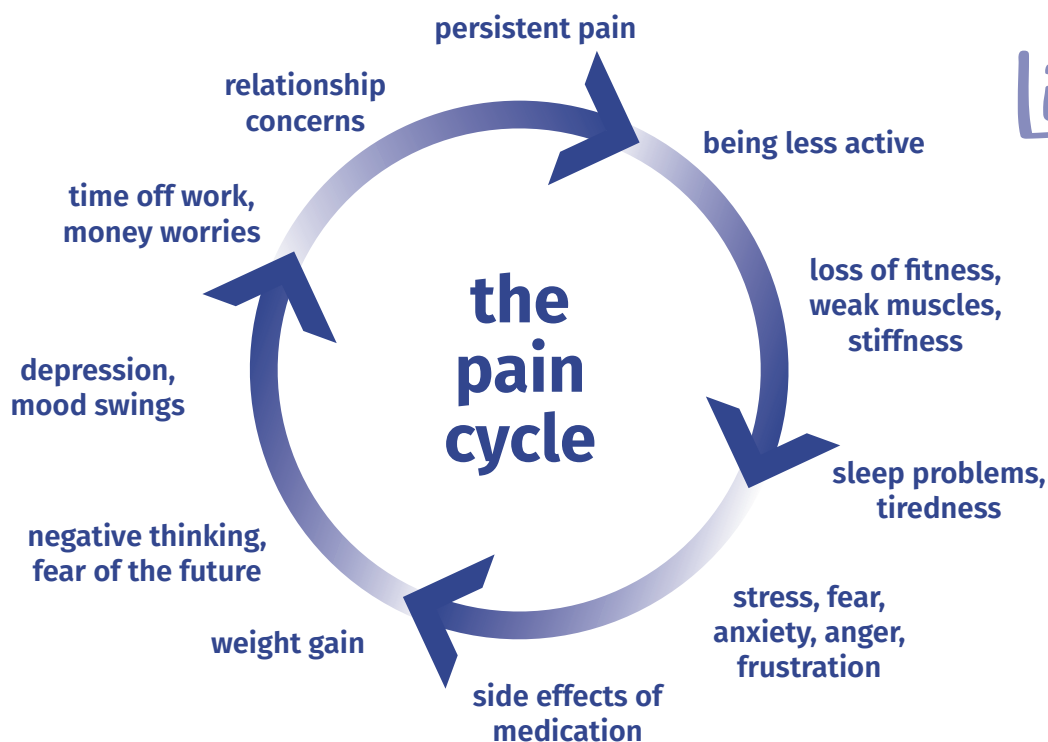 persistent pain
being less active
loss of fitness,
weak muscles,
stiffness
sleep problems,
tiredness
stress, fear,
anxiety, anger,
frustration
side effects of
medication
weight gain
negative thinking,
fear of the future
depression,
mood swings
time off work,
money worries
relationship
concerns
the
pain
cycle